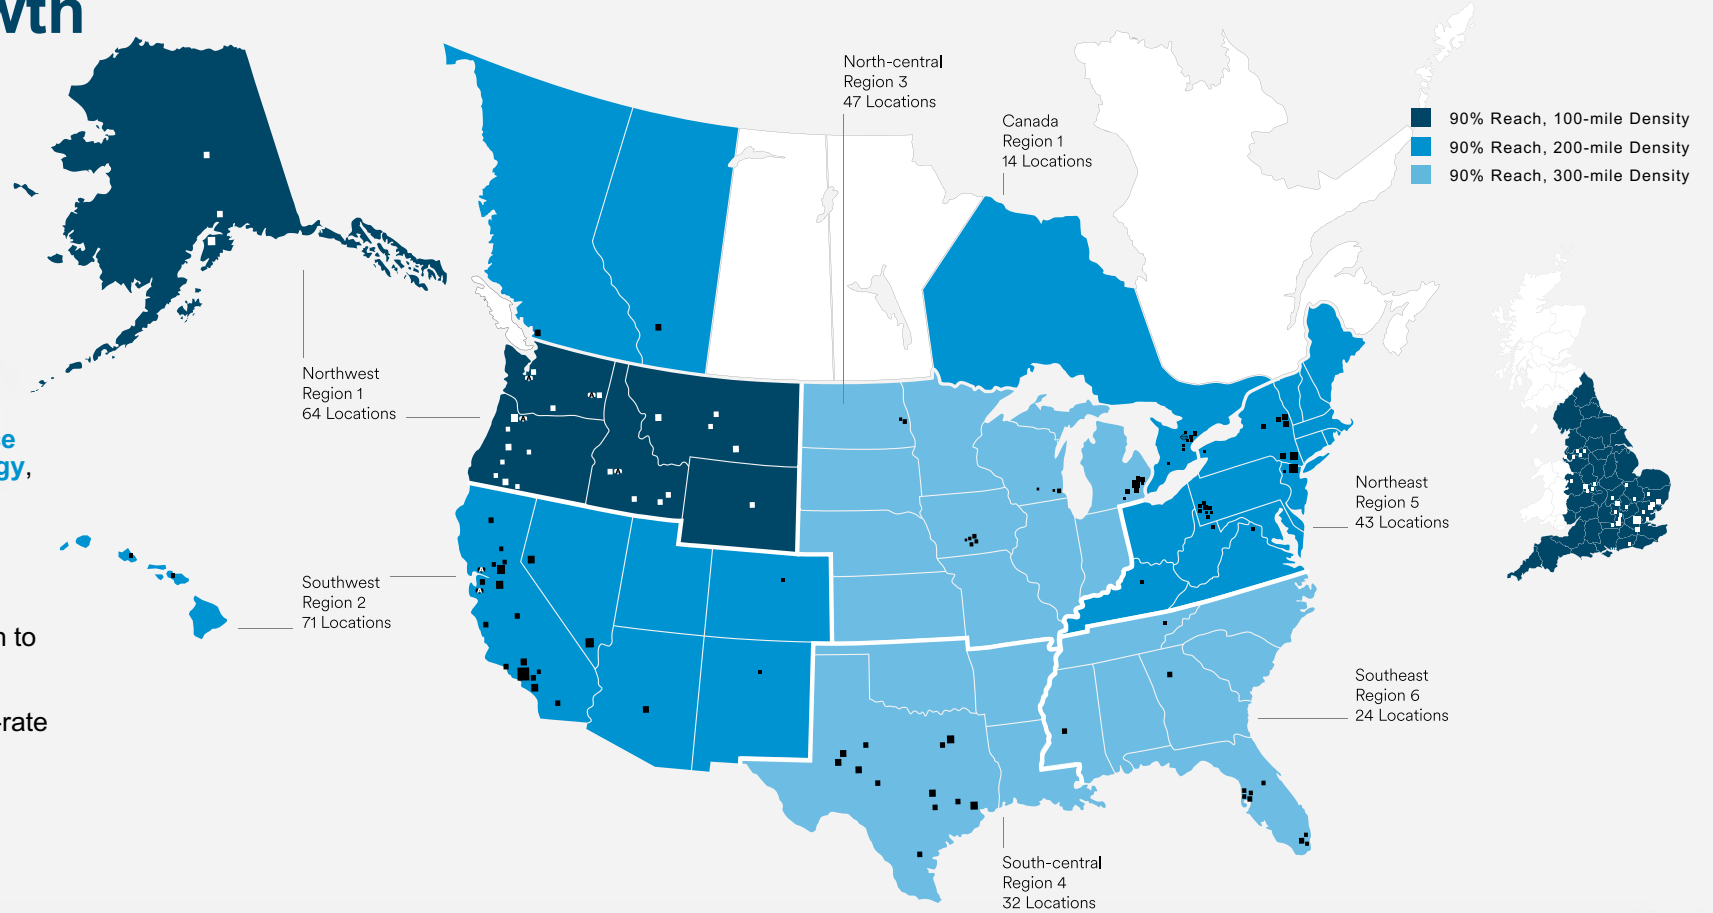 wth
North-central
Region 3
47 Locations
Canada
Region 1
14 Locations
90% Reach, 100-mile Density
90% Reach, 200-mile Density
90% Reach, 300-mile Density
Northwest
Region 1
64 Locations
e
gy,
Northeast
Region 5
43 Locations
Southwest
Region 2
71 Locations
n to
Southeast
Region 6
24 Locations
-rate
South-central
Region 4
32 Locations